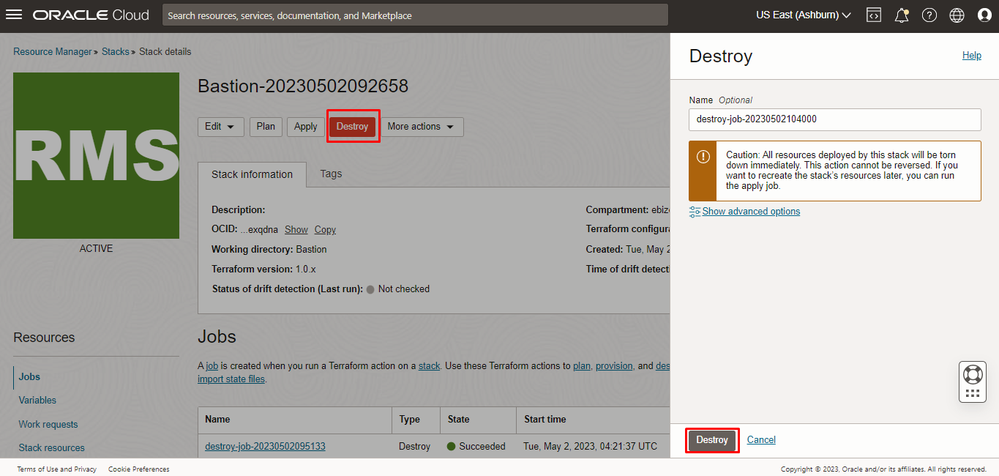 ORACLE Cloud
Search resources, services, documentation, and Marketplace
US East (Ashburn)
Resource Manager » Stacks » Stack details
RMS
ACTIVE
Bastion-20230502092658
Edit
Plan
Apply
Destroy
More actions
Stack information
Tags
Description:
OCID: ...exqdna Show Copy
Working directory: Bastion
Terraform version: 1.0.x
Status of drift detection (Last run): Not checked
Compartment: ebiz
Terraform configura
Created: Tue, May 2
Time of drift detecti
Resources
Jobs
Variables
Work requests
Stack resources
Jobs
A job is created when you run a Terraform action on a stack. Use these Terraform actions to plan, provision, and des
import state files.
Name Type State Start time
destroy-job-20230502095133 Destroy Succeeded Tue, May 2, 2023, 04:21:37 UTC
Destroy
Help
Name Optional
destroy-job-20230502104000
Caution: All resources deployed by this stack will be torn
down immediately. This action cannot be reversed. If you
want to recreate the stack's resources later, you can run
the apply job.
Show advanced options
Destroy
Cancel
Terms of Use and Privacy Cookie Preferences
Copyright © 2023, Oracle and/or its affiliates. All rights reserved.